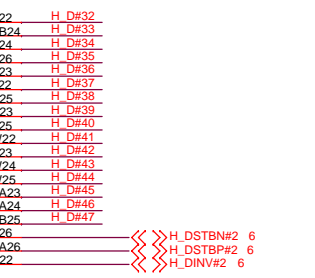 22 H_D#32
B24 H_D#33
24 H_D#34
26 H_D#35
23 H_D#36
22 H_D#37
25 H_D#38
23 H_D#39
25 H_D#40
22 H_D#41
23 H_D#42
24 H_D#43
25 H_D#44
A23 H_D#45
A24 H_D#46
B25 H_D#47
26 H_DSTBN#2 6
A26 H_DSTBP#2 6
22 H_DINV#2 6